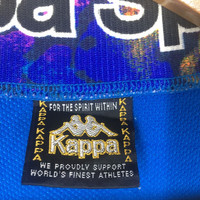 pa Sp
FOR THE SPIRIT WITHIN
Kappa
WE PROUDLY SUPPORT
WORLD'S FINEST ATHLETES
KAPPA KAPPA
KAPPA KAPPA